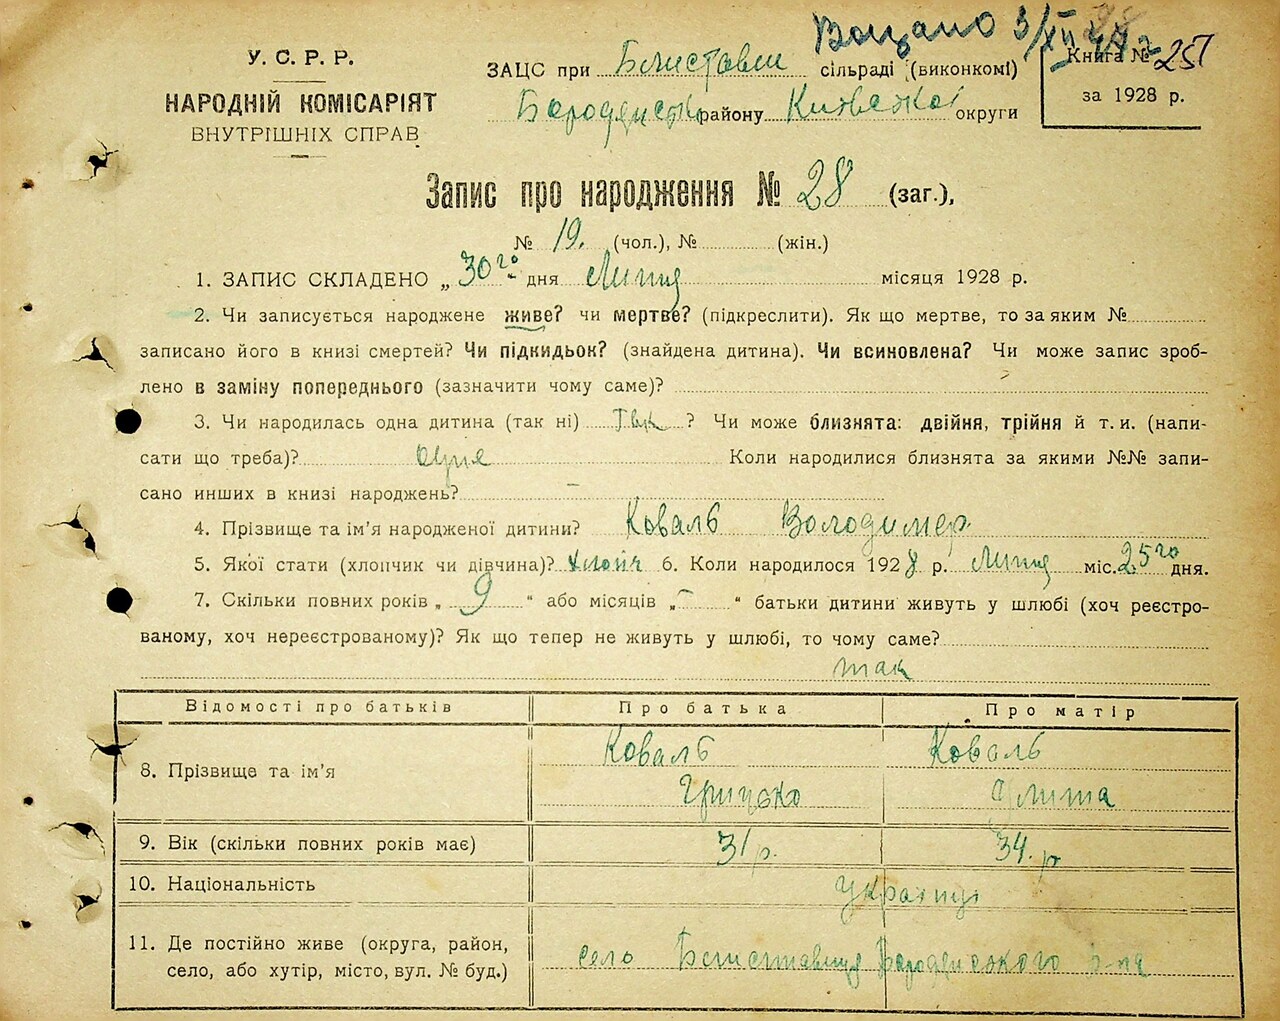 У. С. Р. Р.
НАРОДНІЙ КОМІСАРІЯТ
ВНУТРІШНІХ СПРАВ
3/XII
ЗАЦС при сільраді (виконкомі)
району Київської округи
Книга № 257
за 1928 р.
Запис про народження № 28 (заг.),
№ 19. (чол.), № (жін.)
1. ЗАПИС СКЛАДЕНО „30го" дня Липця місяця 1928 р.
2. Чи записується народжене живе? чи мертве? (підкреслити). Як що мертве, то за яким №
записано його в книзі смертей? Чи підкидьок? (знайдена дитина). Чи всиновлена? Чи може запис зроб-
лено в заміну попереднього (зазначити чому саме)?
3. Чи народилась одна дитина (так ні) Так ? Чи може близнята: двійня, трійня й т. и. (напи-
сати що треба)? Коли народилися близнята за якими №№ запи-
сано инших в книзі народжень? —
4. Прізвище та ім'я народженої дитини? Коваль Володимер
5. Якої стати (хлопчик чи дівчина)? хлопч 6. Коли народилося 1928 р. Липця міс. 25го дня.
7. Скільки повних років „ 9 " або місяців „ – " батьки дитини живуть у шлюбі (хоч реєстро-
ваному, хоч нереєстрованому)? Як що тепер не живуть у шлюбі, то чому саме?
так
Відомості про батьків Про батька Про матір
8. Прізвище та ім'я Коваль Грицько Коваль Улита
9. Вік (скільки повних років має) 31 р. 34. р
10. Національність українці
11. Де постійно живе (округа, район,
село, або хутір, місто, вул. № буд.) село р-на